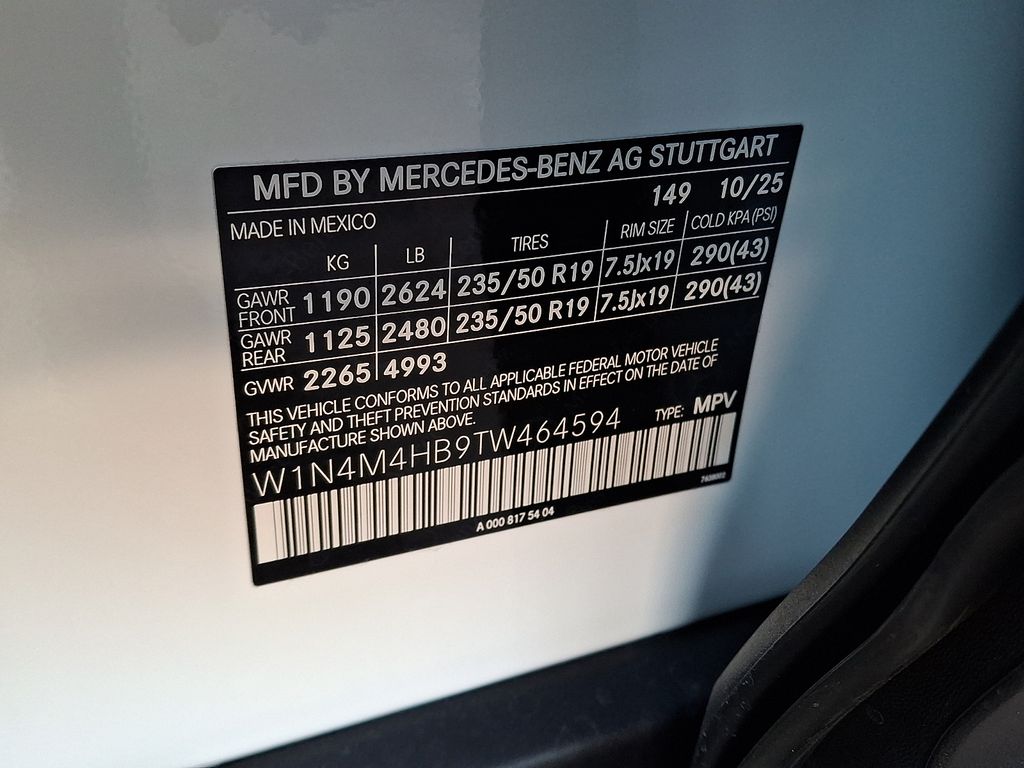 MFD BY MERCEDES-BENZ AG STUTTGART
149 10/25
MADE IN MEXICO
KG LB TIRES RIM SIZE COLD KPA (PSI)
GAWR FRONT 1190 2624 235/50 R19 7.5Jx19 290(43)
GAWR REAR 1125 2480 235/50 R19 7.5Jx19 290(43)
GVWR 2265 4993
THIS VEHICLE CONFORMS TO ALL APPLICABLE FEDERAL MOTOR VEHICLE
SAFETY AND THEFT PREVENTION STANDARDS IN EFFECT ON THE DATE OF
MANUFACTURE SHOWN ABOVE.
TYPE: MPV
W1N4M4HB9TW464594
A 000 817 54 04